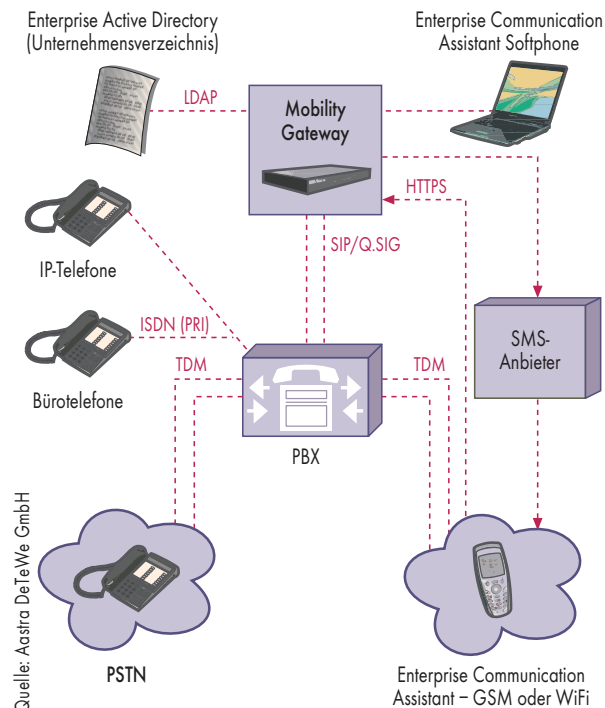 Enterprise Active Directory
(Unternehmensverzeichnis)
Enterprise Communication
Assistant Softphone
LDAP
Mobility
Gateway
HTTPS
SIP/Q.SIG
IP-Telefone
ISDN (PRI)
SMS-
Anbieter
Bürotelefone
TDM
TDM
PBX
Quelle: Aastra DeTeWe GmbH
PSTN
Enterprise Communication
Assistant – GSM oder WiFi